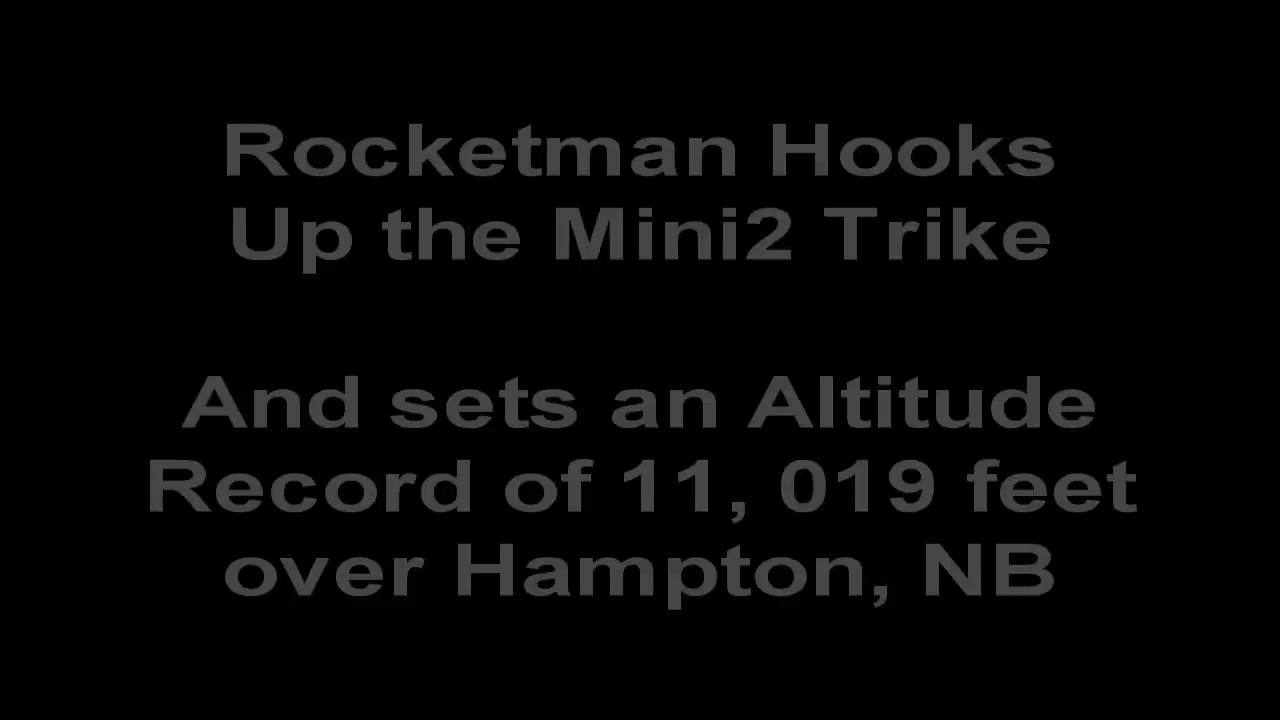 Rocketman Hooks
Up the Mini2 Trike
And sets an Altitude
Record of 11, 019 feet
over Hampton, NB